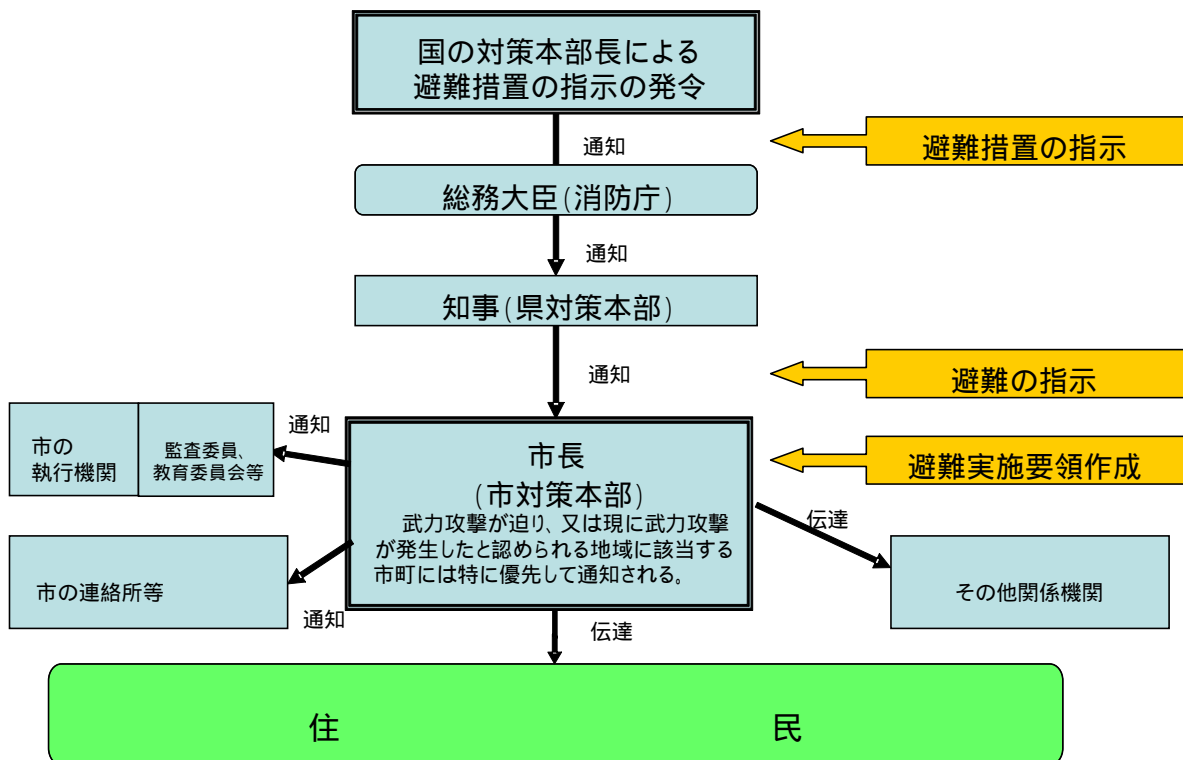 国の対策本部長による
避難措置の指示の発令
通知
避難措置の指示
総務大臣(消防庁)
通知
知事(県対策本部)
通知
避難の指示
市の
執行機関
監査委員、
教育委員会等
通知
市長
(市対策本部)
武力攻撃が迫り、又は現に武力攻撃
が発生したと認められる地域に該当する
市町には特に優先して通知される。
避難実施要領作成
伝達
市の連絡所等
通知
その他関係機関
伝達
住 民